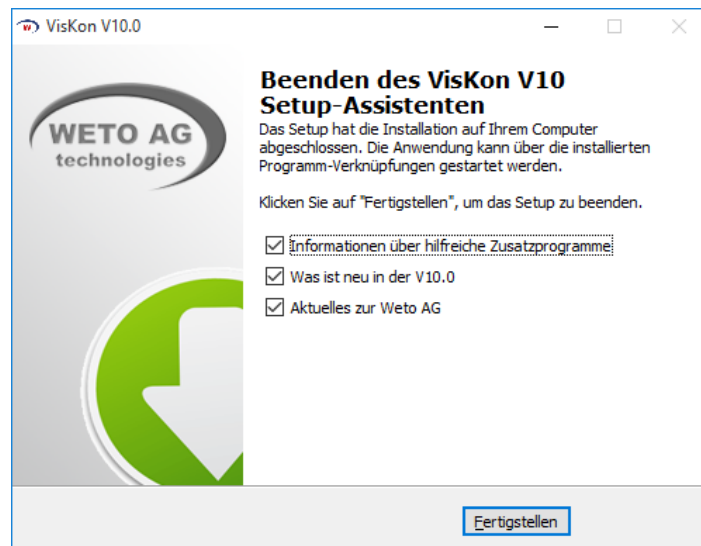 VisKon V10.0
WETO AG
technologies
Beenden des VisKon V10
Setup-Assistenten
Das Setup hat die Installation auf Ihrem Computer
abgeschlossen. Die Anwendung kann über die installierten
Programm-Verknüpfungen gestartet werden.
Klicken Sie auf "Fertigstellen", um das Setup zu beenden.
Informationen über hilfreiche Zusatzprogramme
Was ist neu in der V10.0
Aktuelles zur Weto AG
Fertigstellen